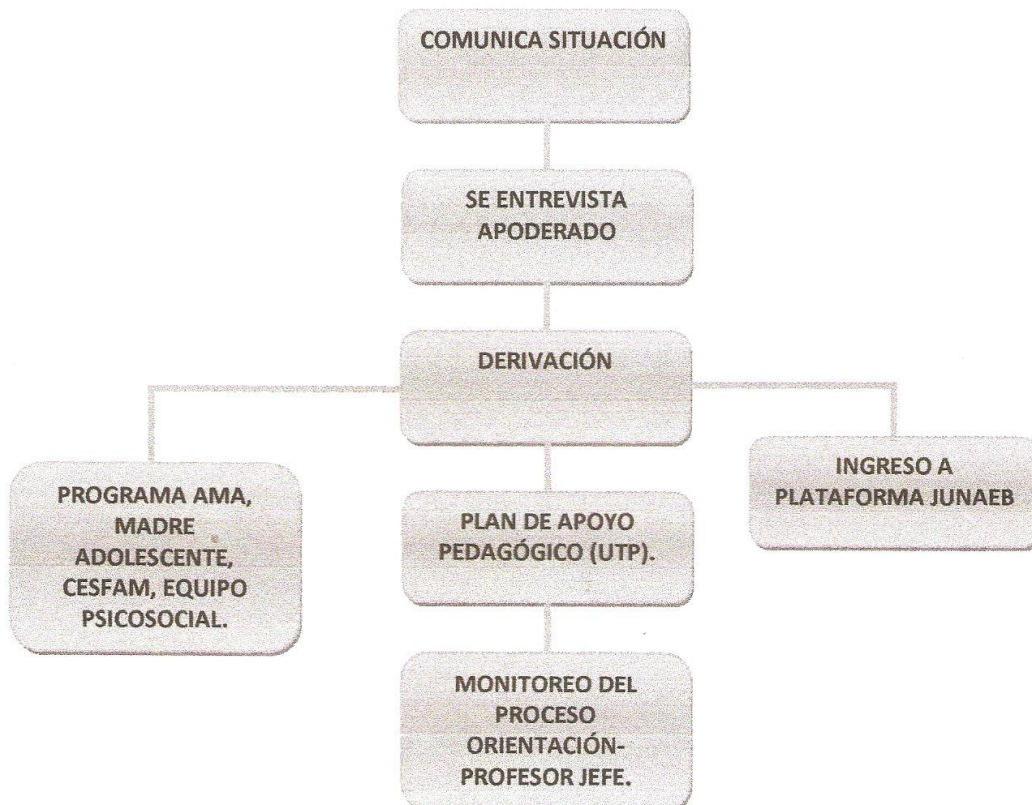 COMUNICA SITUACIÓN
SE ENTREVISTA
APODERADO
DERIVACIÓN
PROGRAMA AMA,
MADRE
ADOLESCENTE,
CESFAM, EQUIPO
PSICOSOCIAL.
PLAN DE APOYO
PEDAGÓGICO (UTP).
INGRESO A
PLATAFORMA JUNAEB
MONITOREO DEL
PROCESO
ORIENTACIÓN-
PROFESOR JEFE.